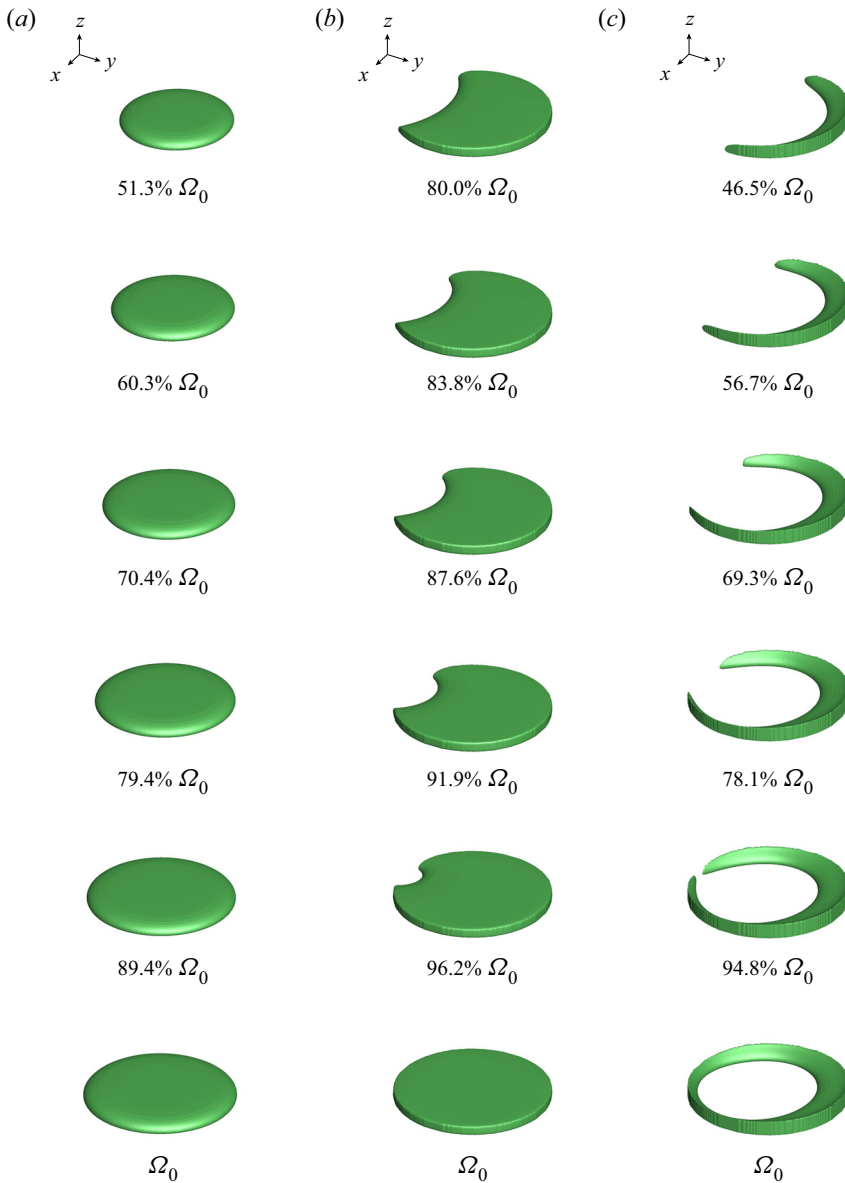 (a) (b) (c)
z z z
x y x y x y
51.3% Ω₀ 80.0% Ω₀ 46.5% Ω₀
60.3% Ω₀ 83.8% Ω₀ 56.7% Ω₀
70.4% Ω₀ 87.6% Ω₀ 69.3% Ω₀
79.4% Ω₀ 91.9% Ω₀ 78.1% Ω₀
89.4% Ω₀ 96.2% Ω₀ 94.8% Ω₀
Ω₀ Ω₀ Ω₀